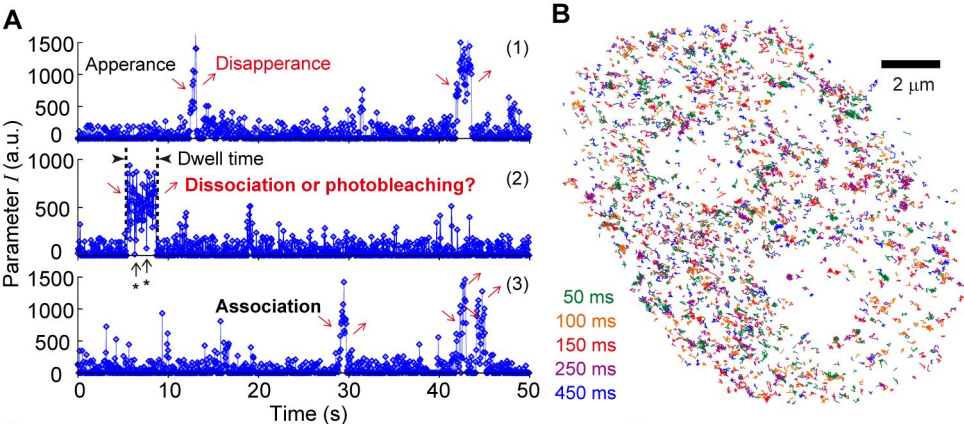 A
Parameter I (a.u.)
1500
1000
500
0
Apperance
Disapperance
(1)
1000
500
0
Dwell time
Dissociation or photobleaching?
(2)
* *
1500
1000
500
0
Association
(3)
0 10 20 30 40 50
Time (s)
B
2 µm
50 ms
100 ms
150 ms
250 ms
450 ms